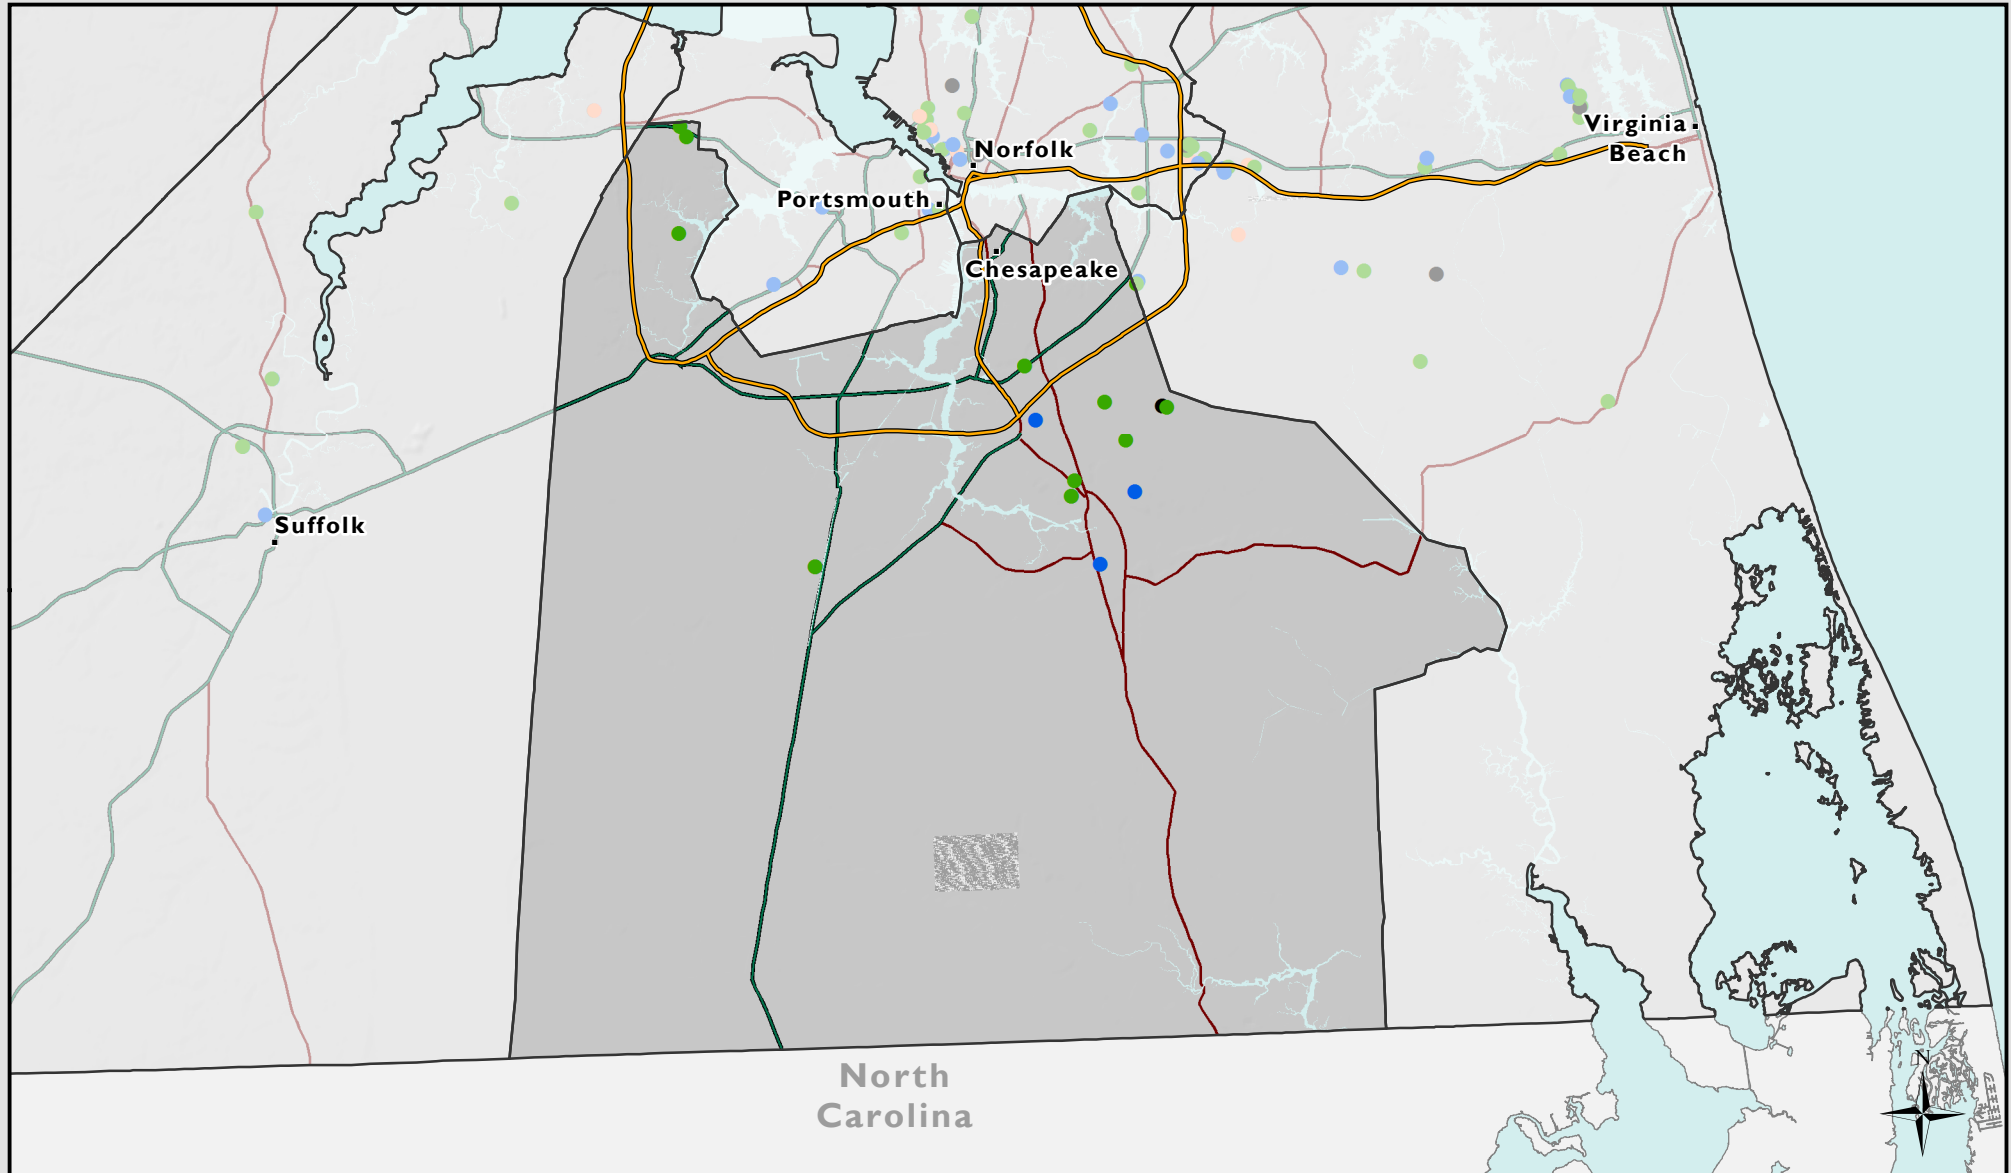 Virginia
Beach
Norfolk
Portsmouth
Chesapeake
Suffolk
North
Carolina
N